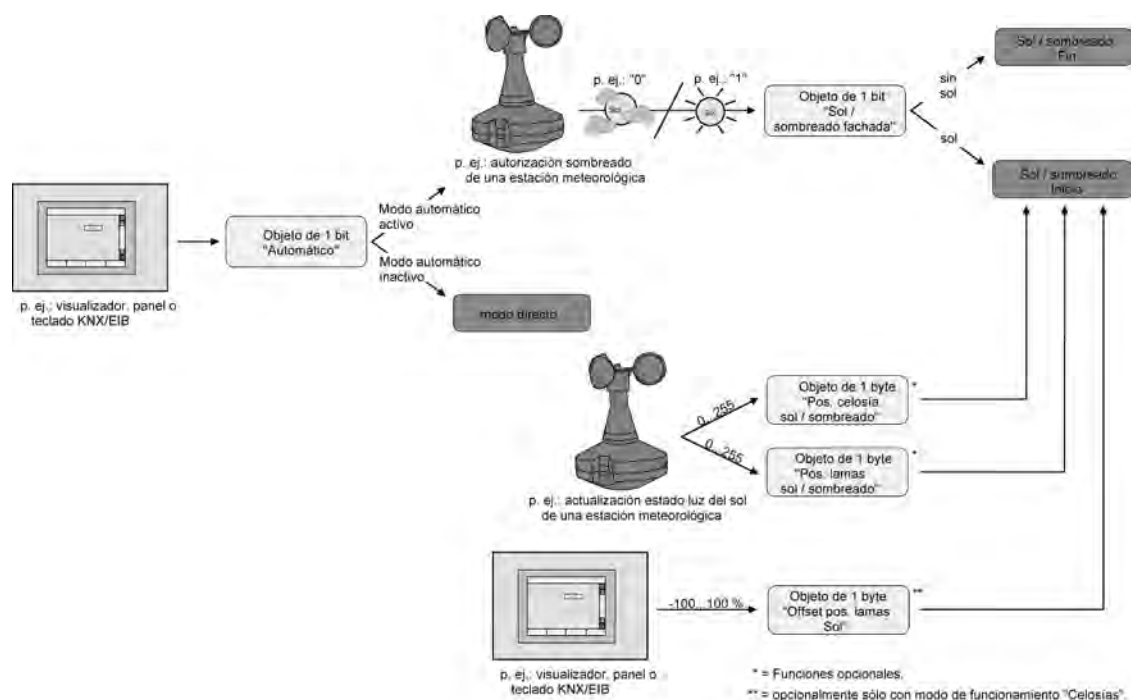 Sol / sombreado
Fin
p. ej.: "0"
p. ej.: "1"
sin
sol
Objeto de 1 bit
"Sol /
sombreado fachada"
sol
p. ej.: autorización sombreado
de una estación meteorológica
Sol / sombreado
Inicio
Modo automático
activo
Objeto de 1 bit
"Automático"
Modo automático
inactivo
p. ej.: visualizador, panel o
teclado KNX/EIB
modo directo
Objeto de 1 byte *
"Pos. celosía
sol / sombreado"
0...255
0...255
Objeto de 1 byte *
"Pos. lamas
sol / sombreado"
p. ej.: actualización estado luz del sol
de una estación meteorológica
-100...100 %
Objeto de 1 byte **
"Offset pos. lamas
Sol"
p. ej.: visualizador, panel o
teclado KNX/EIB
* = Funciones opcionales.
** = opcionalmente sólo con modo de funcionamiento "Celosías".